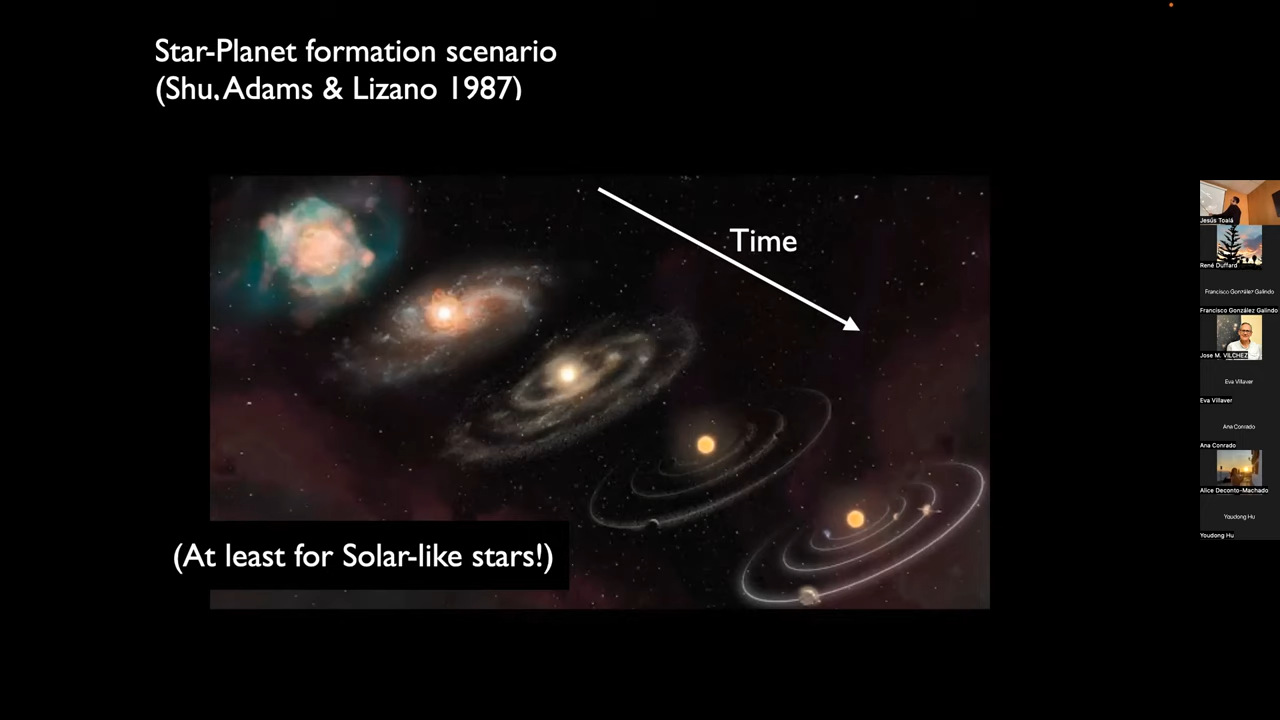 Star-Planet formation scenario
(Shu, Adams & Lizano 1987)
Time
(At least for Solar-like stars!)
Jesús Toalá
René Duffard
Francisco González Galindo
Francisco González Galindo
Jose M. VILCHEZ
Eva Villaver
Eva Villaver
Ana Conrado
Ana Conrado
Alice Deconto-Machado
Youdong Hu
Youdong Hu